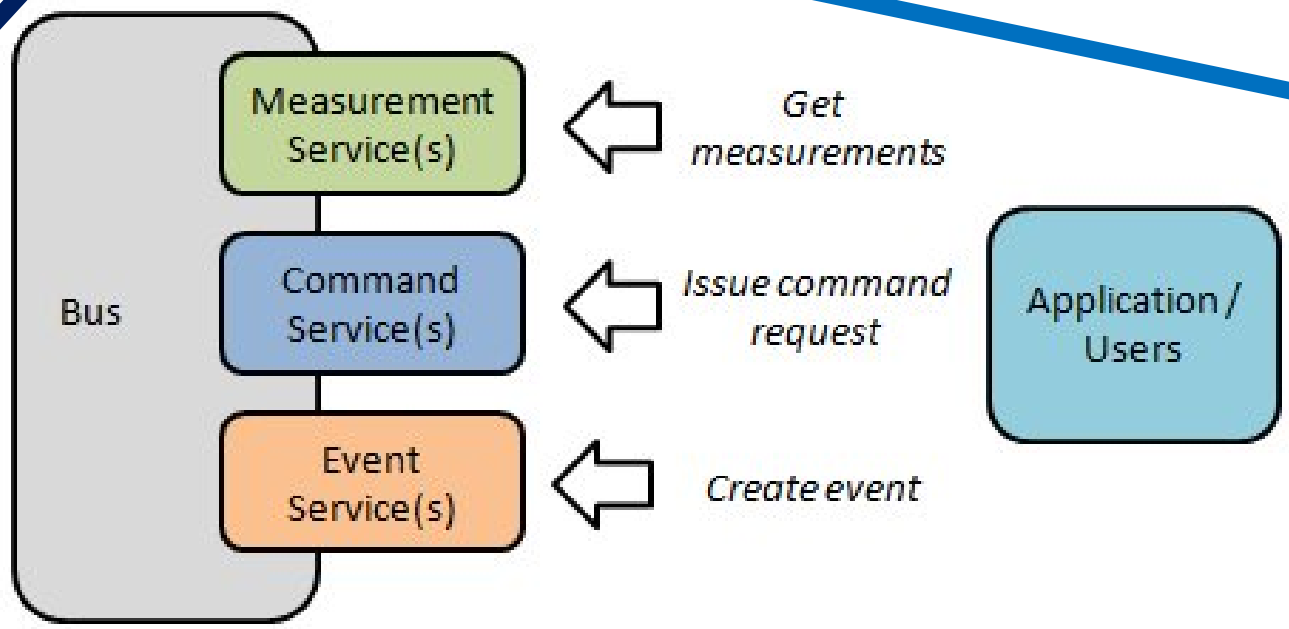 Measurement
Service(s)
Get
measurements
Command
Service(s)
Issue command
request
Bus
Application /
Users
Event
Service(s)
Create event